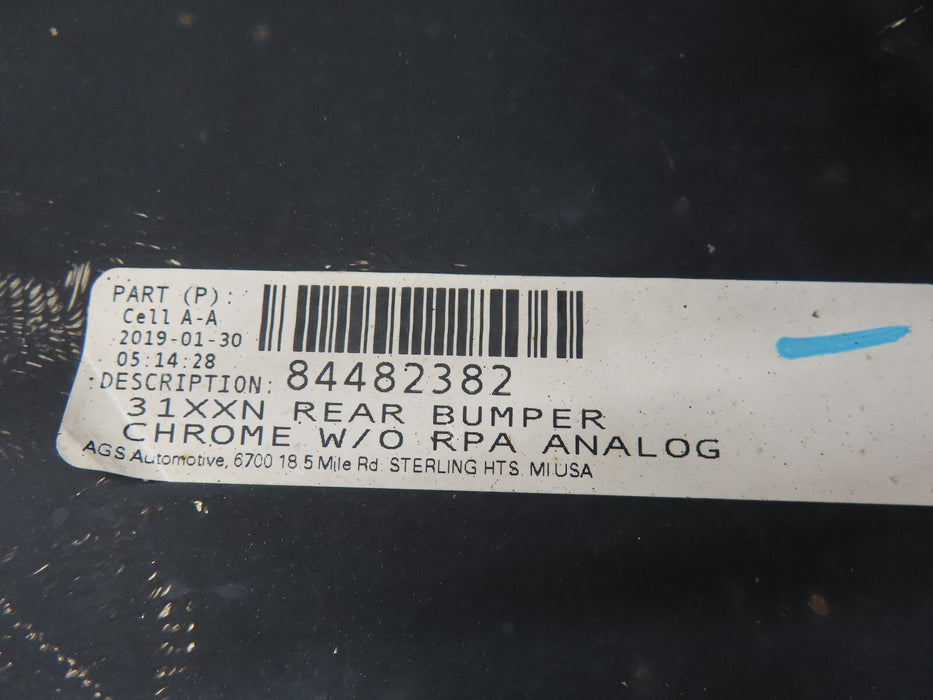 PART (P):
Cell A-A
2019-01-30
05:14:28
84482382
DESCRIPTION:
31XXN REAR BUMPER
CHROME W/O RPA ANALOG
AGS Automotive, 6700 18.5 Mile Rd. STERLING HTS. MI USA